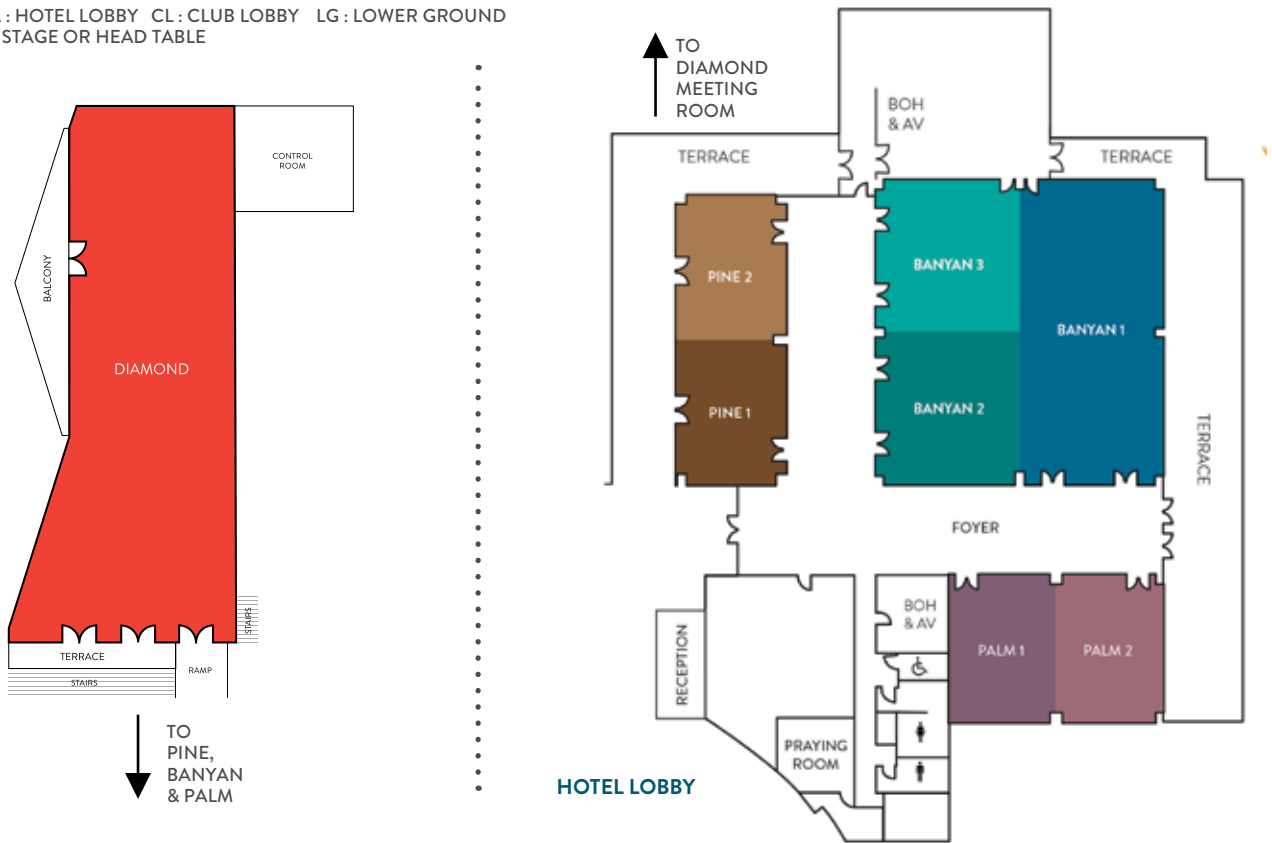 : HOTEL LOBBY CL : CLUB LOBBY LG : LOWER GROUND
STAGE OR HEAD TABLE
CONTROL
ROOM
BALCONY
DIAMOND
STAIRS
TERRACE
RAMP
STAIRS
TO
PINE,
BANYAN
& PALM
TO
DIAMOND
MEETING
ROOM
BOH
& AV
TERRACE
TERRACE
PINE 2
BANYAN 3
BANYAN 1
PINE 1
BANYAN 2
TERRACE
FOYER
BOH
& AV
RECEPTION
PALM 1
PALM 2
PRAYING
ROOM
HOTEL LOBBY